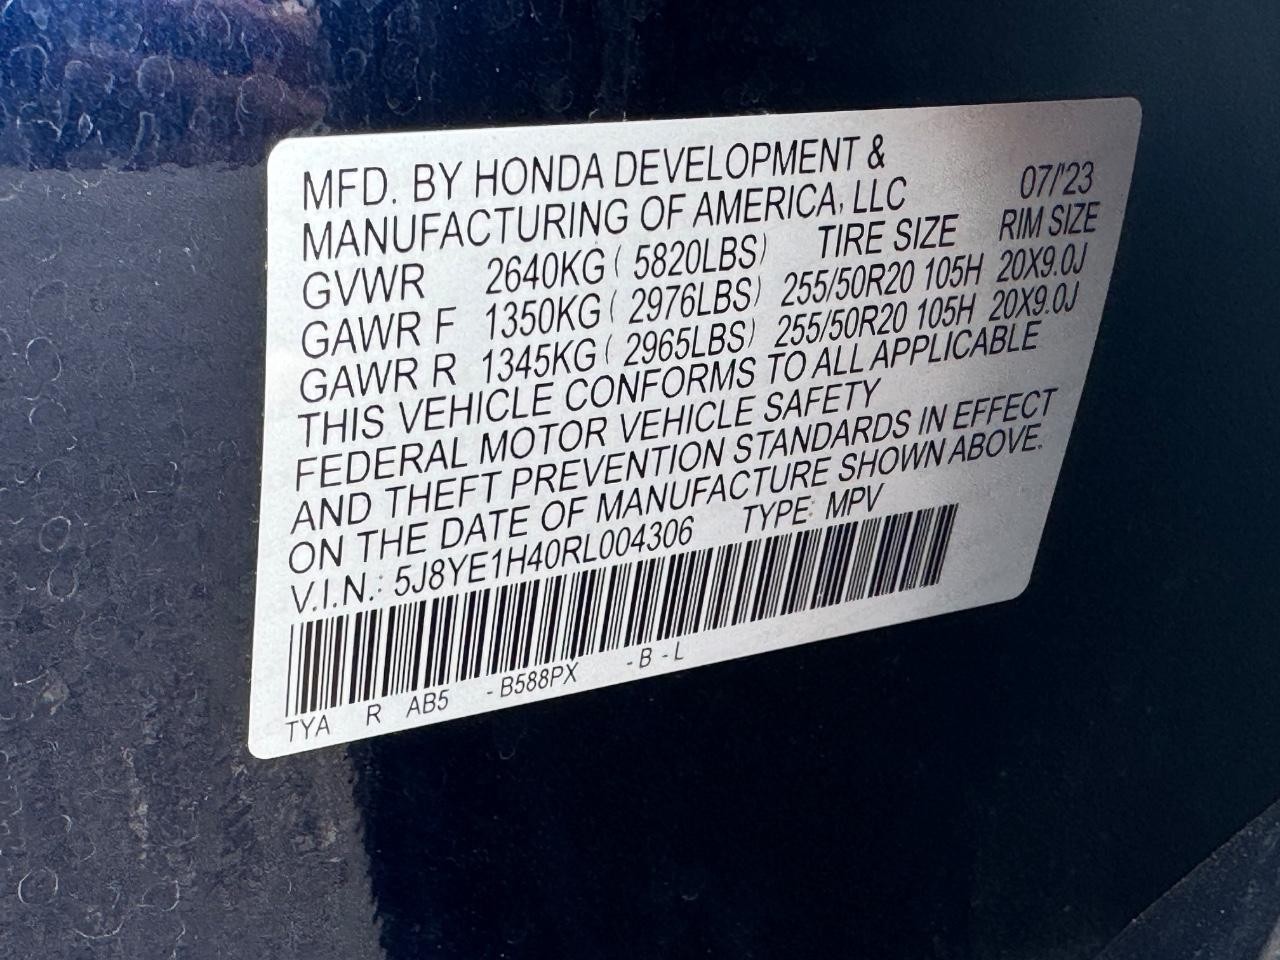 MFD. BY HONDA DEVELOPMENT &
MANUFACTURING OF AMERICA, LLC 07/'23
GVWR 2640KG ( 5820LBS) TIRE SIZE RIM SIZE
GAWR F 1350KG ( 2976LBS) 255/50R20 105H 20X9.0J
GAWR R 1345KG ( 2965LBS) 255/50R20 105H 20X9.0J
THIS VEHICLE CONFORMS TO ALL APPLICABLE
FEDERAL MOTOR VEHICLE SAFETY
AND THEFT PREVENTION STANDARDS IN EFFECT
ON THE DATE OF MANUFACTURE SHOWN ABOVE.
V.I.N.: 5J8YE1H40RL004306 TYPE: MPV
TYA R AB5 - B588PX - B - L